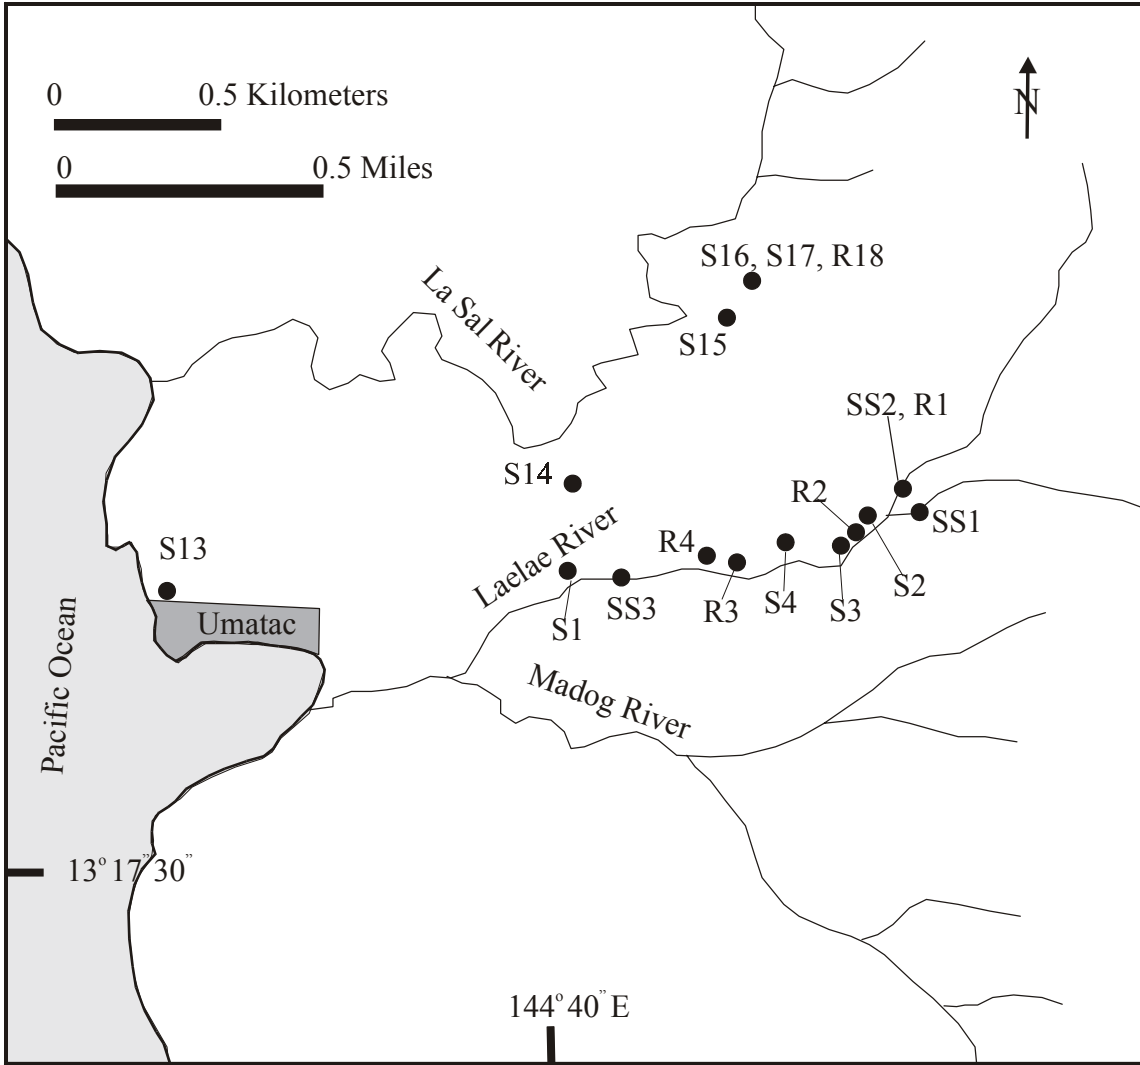 0 0.5 Kilometers
0 0.5 Miles
N
S16, S17, R18
La Sal River
S15
SS2, R1
S14
R2
SS1
Laelae River
S13
R4
S2
Umatac
S1
SS3
R3
S4
S3
Pacific Ocean
Madog River
13° 17" 30"
144° 40" E